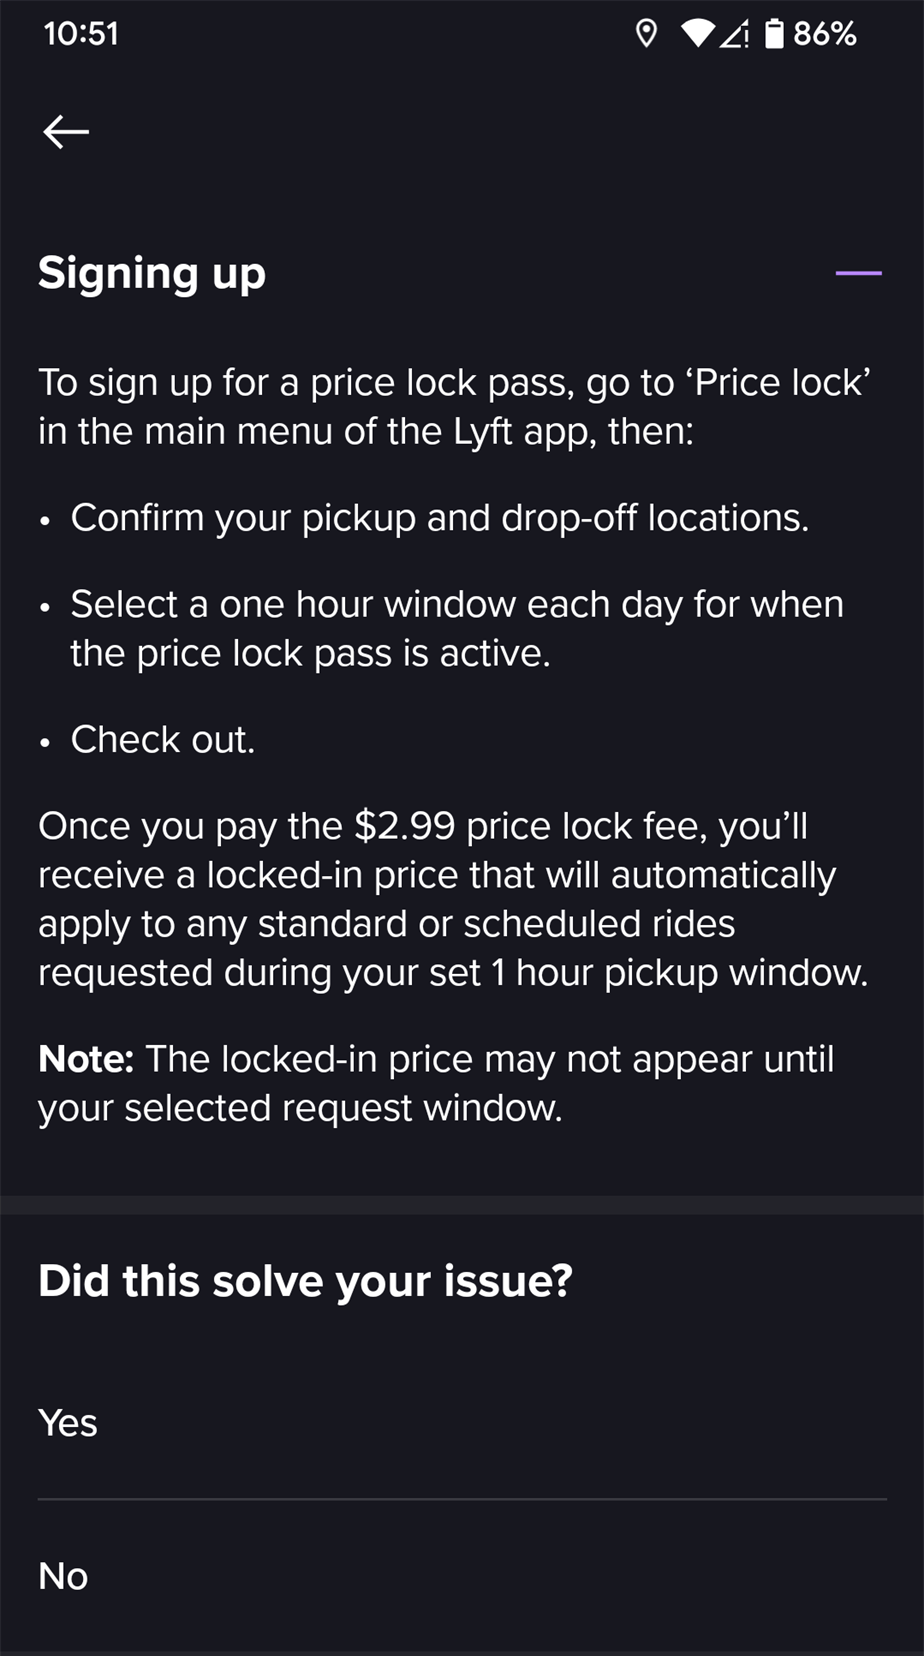 10:51
86%
Signing up
To sign up for a price lock pass, go to ‘Price lock’
in the main menu of the Lyft app, then:
• Confirm your pickup and drop-off locations.
• Select a one hour window each day for when
the price lock pass is active.
• Check out.
Once you pay the $2.99 price lock fee, you’ll
receive a locked-in price that will automatically
apply to any standard or scheduled rides
requested during your set 1 hour pickup window.
Note: The locked-in price may not appear until
your selected request window.
Did this solve your issue?
Yes
No